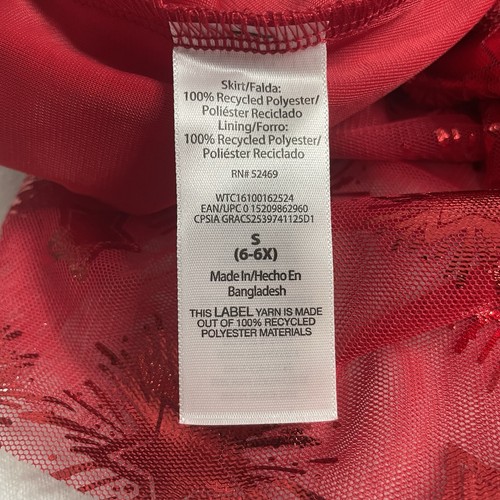 Skirt/Falda:
100% Recycled Polyester/
Poliéster Reciclado
Lining/Forro:
100% Recycled Polyester/
Poliéster Reciclado
RN# 52469
WTC16100162524
EAN/UPC 0 15209862960
CPSIA GRACS2539741125D1
S
(6-6X)
Made In/Hecho En
Bangladesh
THIS LABEL YARN IS MADE
OUT OF 100% RECYCLED
POLYESTER MATERIALS